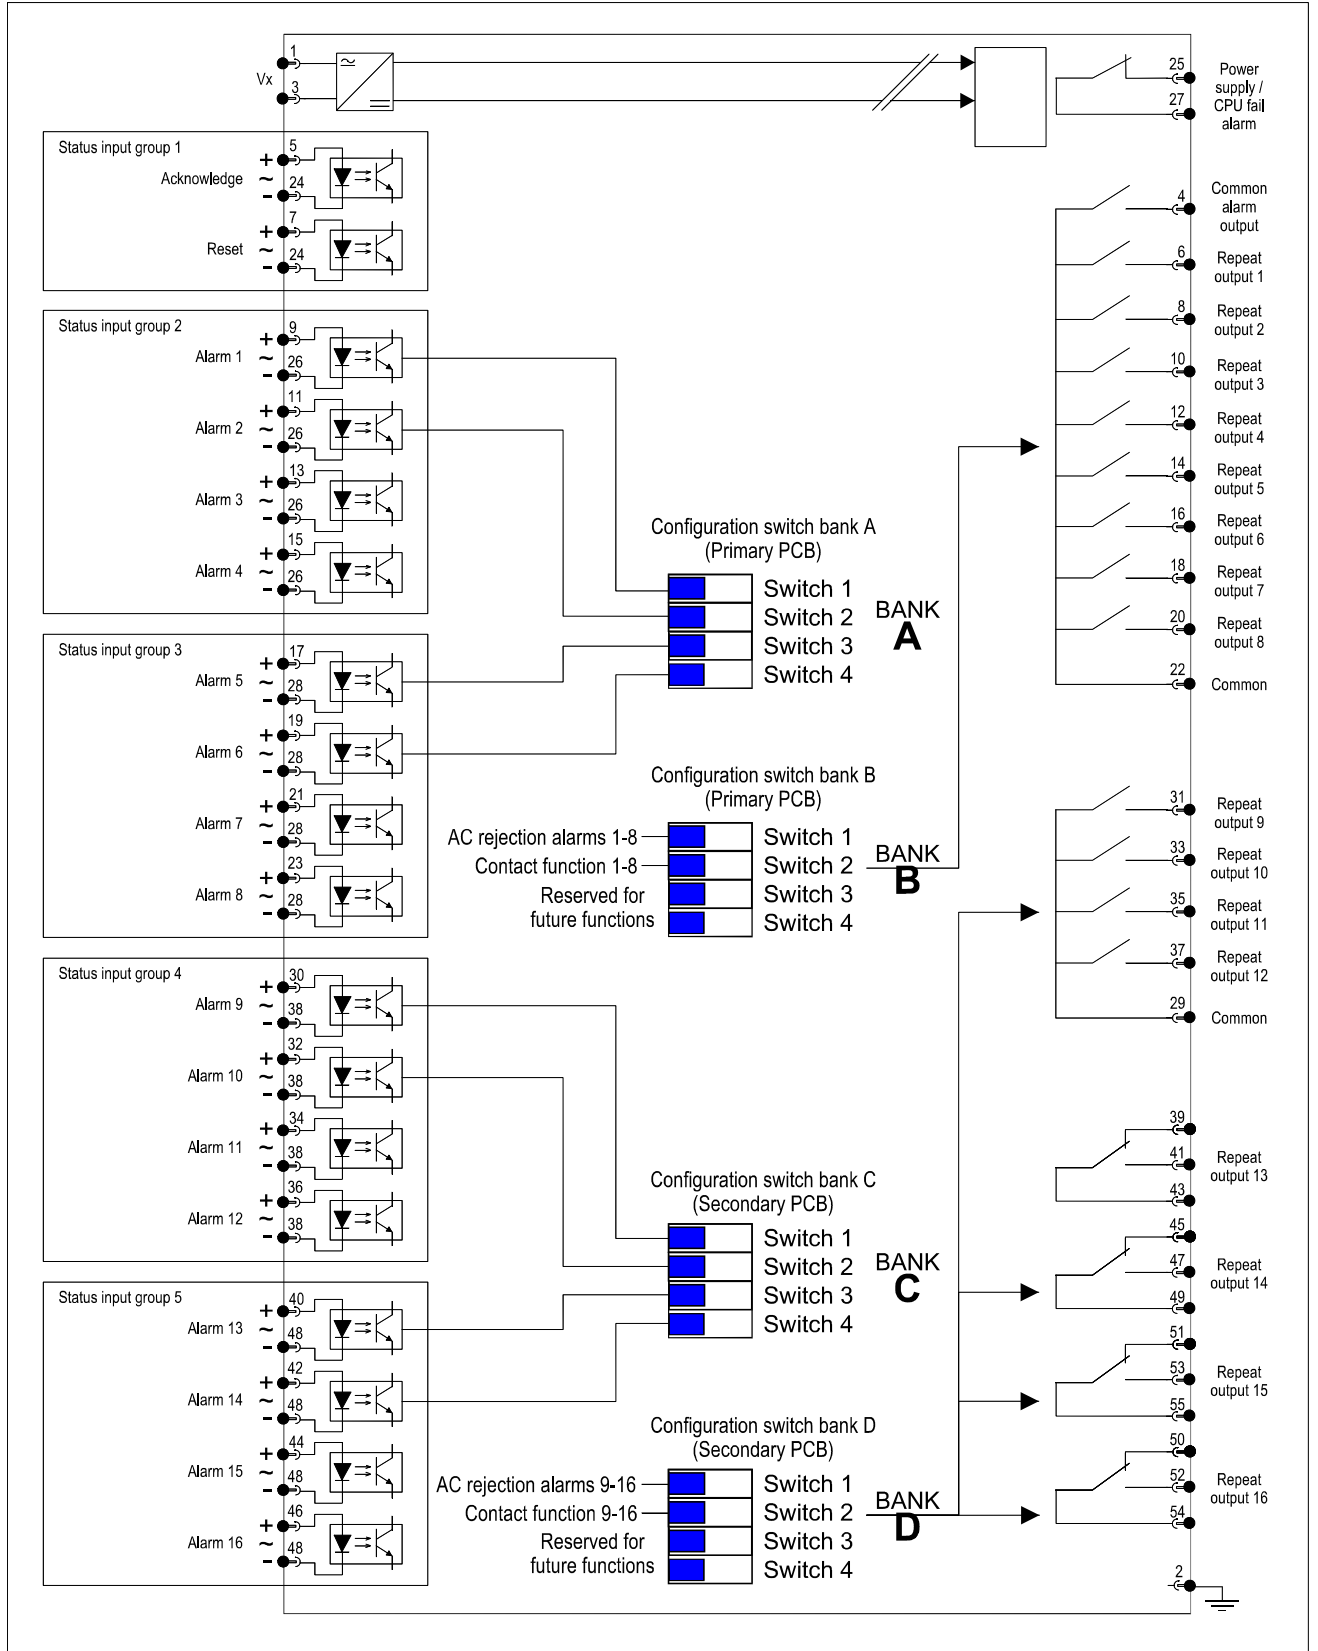 1
Vx
3
Status input group 1
+ 5
Acknowledge ~
- 24
+ 7
Reset ~
- 24
Status input group 2
+ 9
Alarm 1 ~
- 26
+ 11
Alarm 2 ~
- 26
+ 13
Alarm 3 ~
- 26
+ 15
Alarm 4 ~
- 26
Status input group 3
+ 17
Alarm 5 ~
- 28
+ 19
Alarm 6 ~
- 28
+ 21
Alarm 7 ~
- 28
+ 23
Alarm 8 ~
- 28
Status input group 4
+ 30
Alarm 9 ~
- 38
+ 32
Alarm 10 ~
- 38
+ 34
Alarm 11 ~
- 38
+ 36
Alarm 12 ~
- 38
Status input group 5
+ 40
Alarm 13 ~
- 48
+ 42
Alarm 14 ~
- 48
+ 44
Alarm 15 ~
- 48
+ 46
Alarm 16 ~
- 48
Configuration switch bank A
(Primary PCB)
Switch 1
Switch 2
Switch 3
Switch 4
BANK
A
Configuration switch bank B
(Primary PCB)
AC rejection alarms 1-8 Switch 1
Contact function 1-8 Switch 2
Reserved for Switch 3
future functions Switch 4
BANK
B
Configuration switch bank C
(Secondary PCB)
Switch 1
Switch 2
Switch 3
Switch 4
BANK
C
Configuration switch bank D
(Secondary PCB)
AC rejection alarms 9-16 Switch 1
Contact function 9-16 Switch 2
Reserved for Switch 3
future functions Switch 4
BANK
D
25
27
Power
supply /
CPU fail
alarm
4
Common
alarm
output
6
Repeat
output 1
8
Repeat
output 2
10
Repeat
output 3
12
Repeat
output 4
14
Repeat
output 5
16
Repeat
output 6
18
Repeat
output 7
20
Repeat
output 8
22
Common
31
Repeat
output 9
33
Repeat
output 10
35
Repeat
output 11
37
Repeat
output 12
29
Common
39
41
43
Repeat
output 13
45
47
49
Repeat
output 14
51
53
55
Repeat
output 15
50
52
54
Repeat
output 16
2